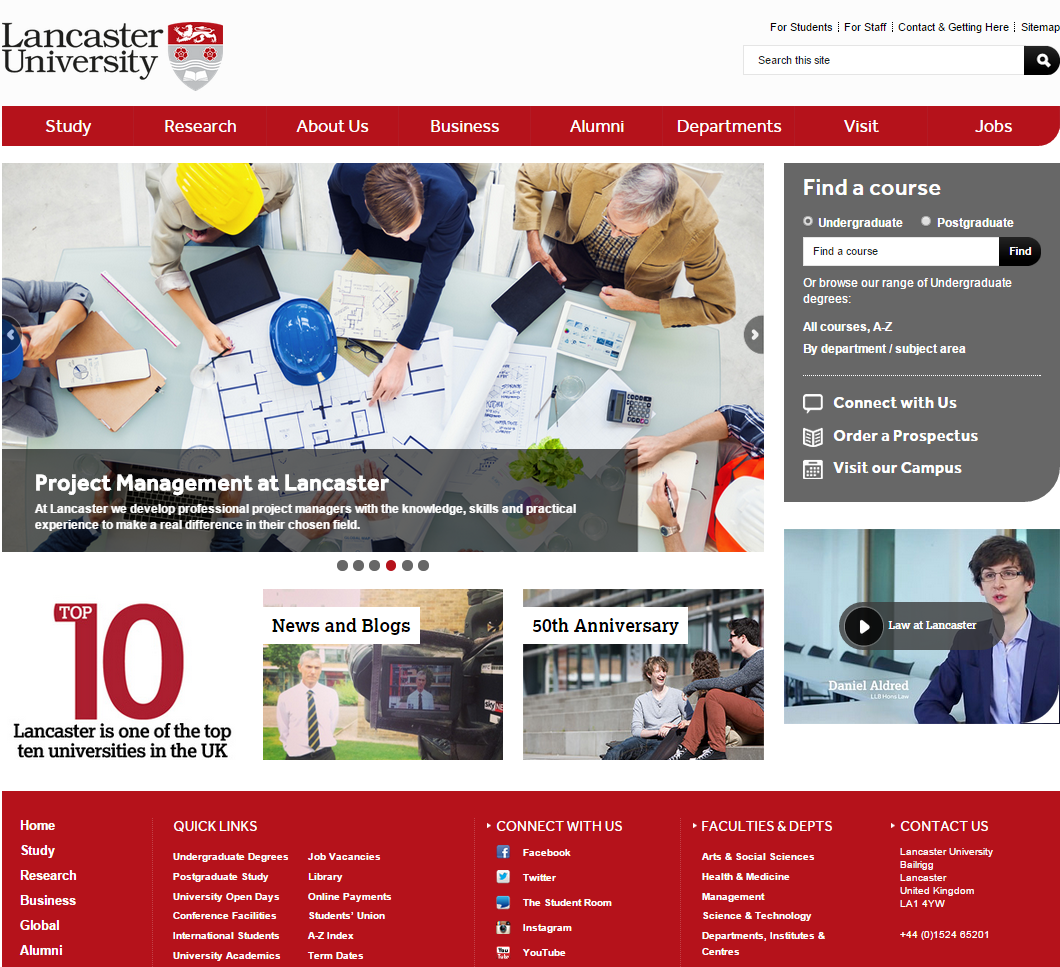 Lancaster
University
For Students
For Staff
Contact & Getting Here
Sitemap
Search this site
Study
Research
About Us
Business
Alumni
Departments
Visit
Jobs
Project Management at Lancaster
At Lancaster we develop professional project managers with the knowledge, skills and practical
experience to make a real difference in their chosen field.
KITCHEN
Find a course
Undergraduate
Postgraduate
Find a course
Find
Or browse our range of Undergraduate
degrees:
All courses, A-Z
By department / subject area
Connect with Us
Order a Prospectus
Visit our Campus
TOP
10
Lancaster is one of the top
ten universities in the UK
News and Blogs
sky NE
50th Anniversary
Law at Lancaster
Daniel Aldred
LLB Hons Law
Home
Study
Research
Business
Global
Alumni
QUICK LINKS
Undergraduate Degrees
Postgraduate Study
University Open Days
Conference Facilities
International Students
University Academics
Job Vacancies
Library
Online Payments
Students' Union
A-Z Index
Term Dates
CONNECT WITH US
Facebook
Twitter
The Student Room
Instagram
You
Tube
YouTube
FACULTIES & DEPTS
Arts & Social Sciences
Health & Medicine
Management
Science & Technology
Departments, Institutes &
Centres
CONTACT US
Lancaster University
Bailrigg
Lancaster
United Kingdom
LA1 4YW
+44 (0)1524 65201